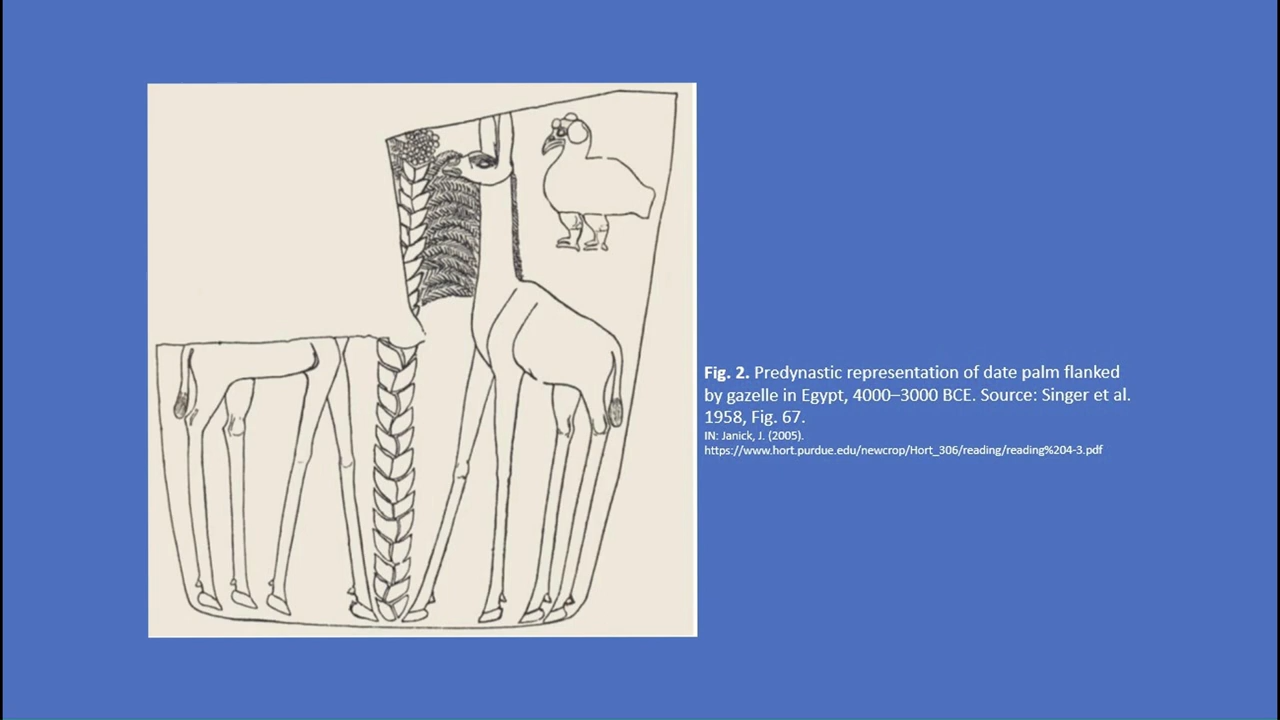 Fig. 2. Predynastic representation of date palm flanked
by gazelle in Egypt, 4000–3000 BCE. Source: Singer et al.
1958, Fig. 67.
IN: Janick, J. (2005).
https://www.hort.purdue.edu/newcrop/Hort_306/reading/reading%204-3.pdf